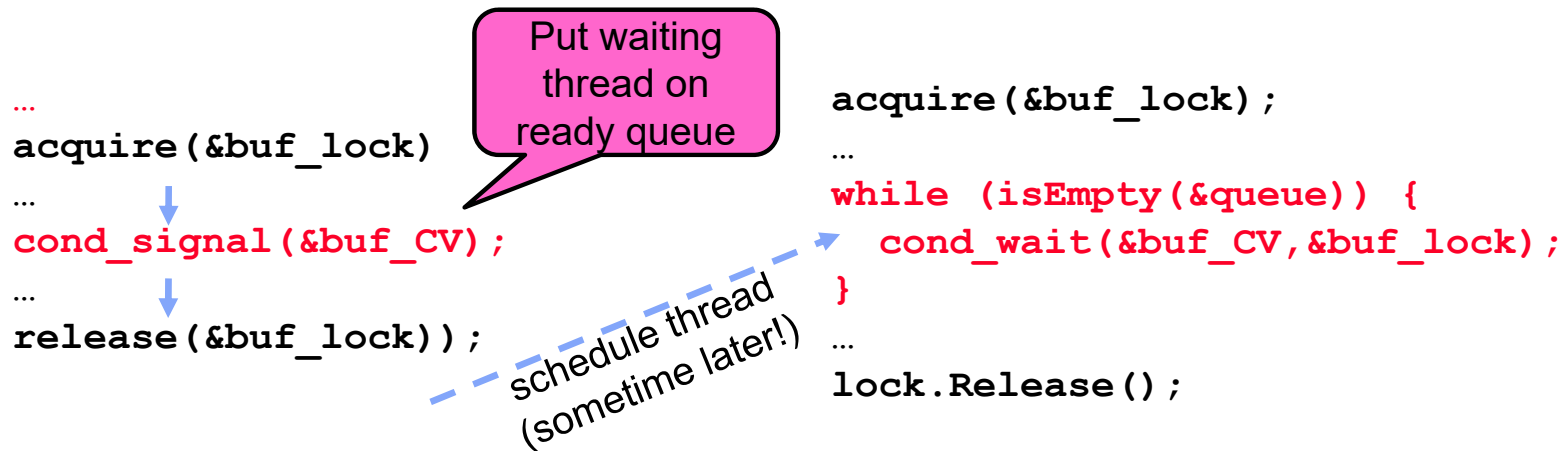 Put waiting
thread on
ready queue
…
acquire(&buf_lock)
…
cond_signal(&buf_CV);
…
release(&buf_lock));
schedule thread
(sometime later!)
acquire(&buf_lock);
…
while (isEmpty(&queue)) {
cond_wait(&buf_CV,&buf_lock);
}
…
lock.Release();